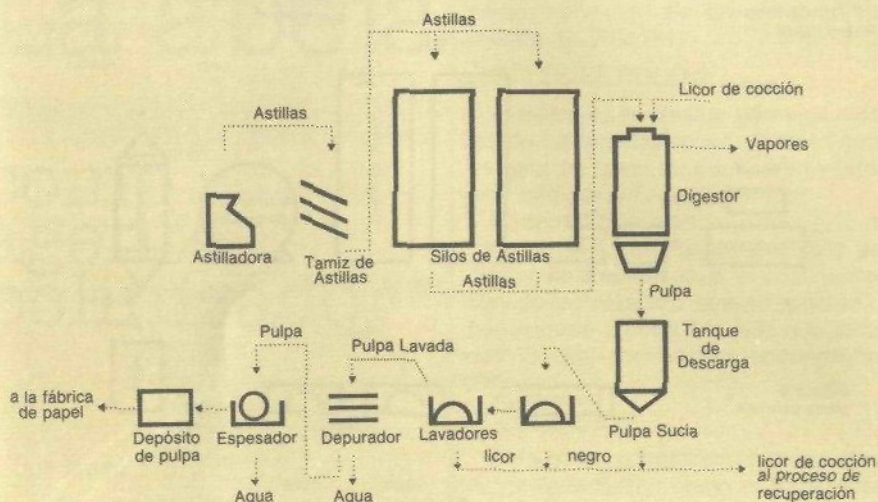 Astillas
Licor de cocción
Astillas
Vapores
Digestor
Astilladora
Tamiz de
Astillas
Silos de Astillas
Astillas
Pulpa
Pulpa
Pulpa Lavada
Tanque
de
Descarga
a la fábrica
de papel
Depósito
de pulpa
Espesador
Depurador
Lavadores
Pulpa Sucia
licor negro
licor de cocción
al proceso de
recuperación
Agua
Agua